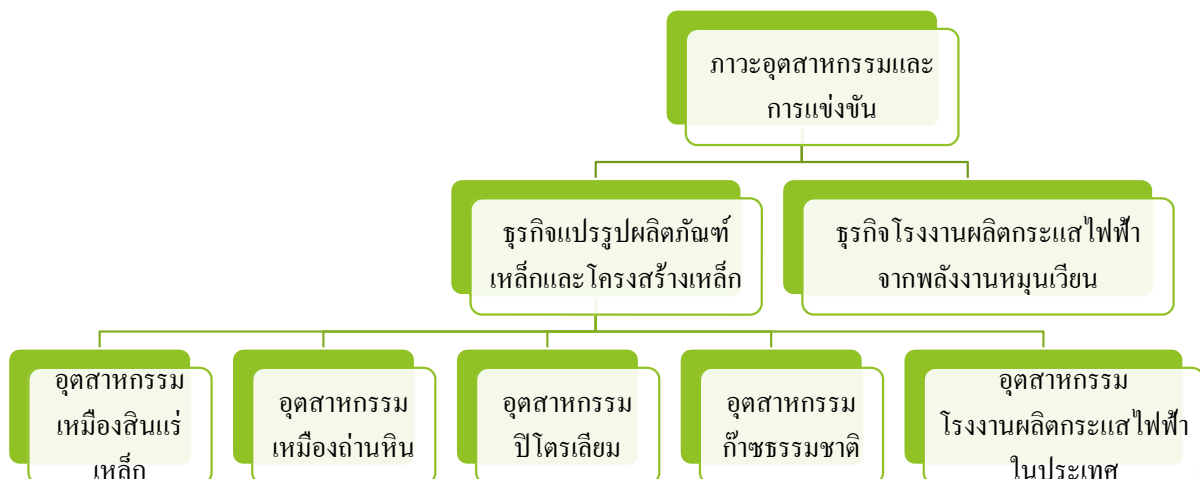 ภาวะอุตสาหกรรมและ
การแข่งขัน
ธุรกิจแปรรูปผลิตภัณฑ์
เหล็กและโครงสร้างเหล็ก
ธุรกิจโรงงานผลิตกระแสไฟฟ้า
จากพลังงานหมุนเวียน
อุตสาหกรรม
เหมืองสินแร่
เหล็ก
อุตสาหกรรม
เหมืองถ่านหิน
อุตสาหกรรม
ปิโตรเลียม
อุตสาหกรรม
ก๊าซธรรมชาติ
อุตสาหกรรม
โรงงานผลิตกระแสไฟฟ้า
ในประเทศ